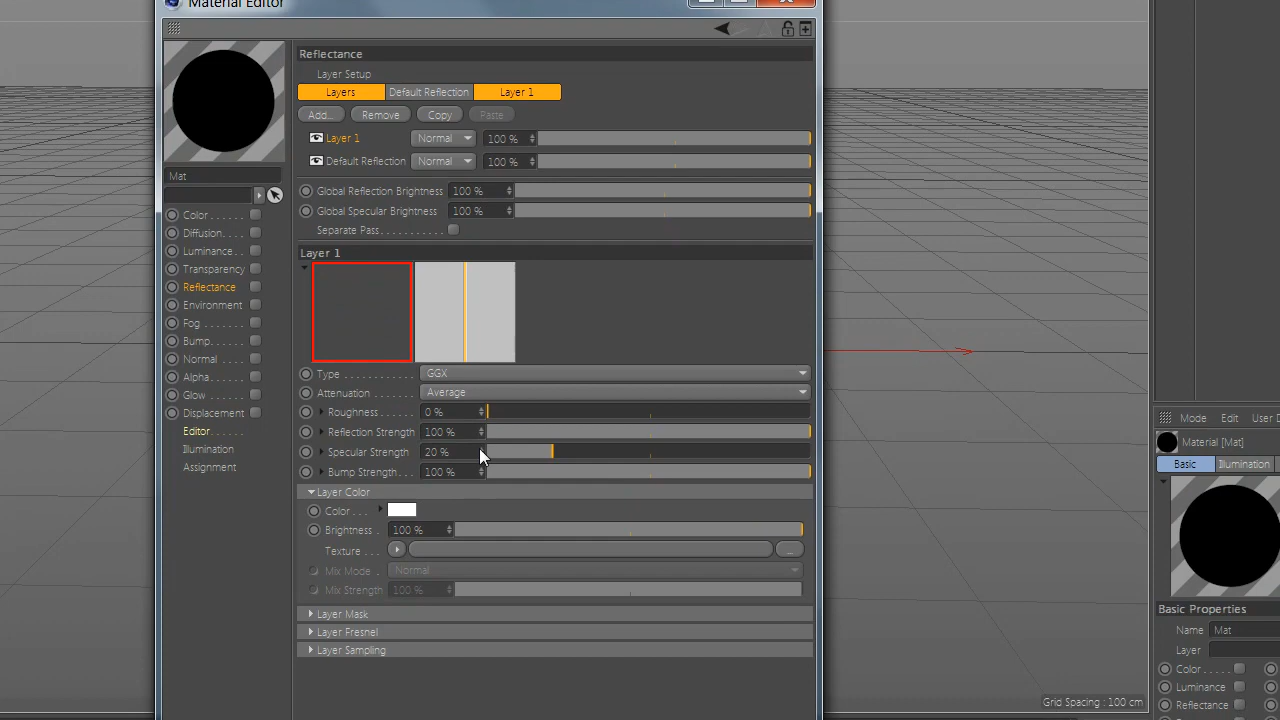 Material Editor
Reflectance
Layer Setup
Layers Default Reflection Layer 1
Add... Remove Copy Paste
Layer 1 Normal 100 %
Default Reflection Normal 100 %
Mat
Global Reflection Brightness 100 %
Global Specular Brightness 100 %
Separate Pass
Color
Diffusion
Luminance
Transparency
Reflectance
Environment
Fog
Bump
Normal
Alpha
Glow
Displacement
Editor
Illumination
Assignment
Layer 1
Type GGX
Attenuation Average
Roughness 0 %
Reflection Strength 100 %
Specular Strength 20 %
Bump Strength 100 %
Layer Color
Color
Brightness 100 %
Texture ...
Mix Mode Normal
Mix Strength 100 %
Layer Mask
Layer Fresnel
Layer Sampling
Mode Edit User D
Material [Mat]
Basic Illumination
Basic Properties
Name Mat
Layer
Color
Luminance
Reflectance
Grid Spacing : 100 cm